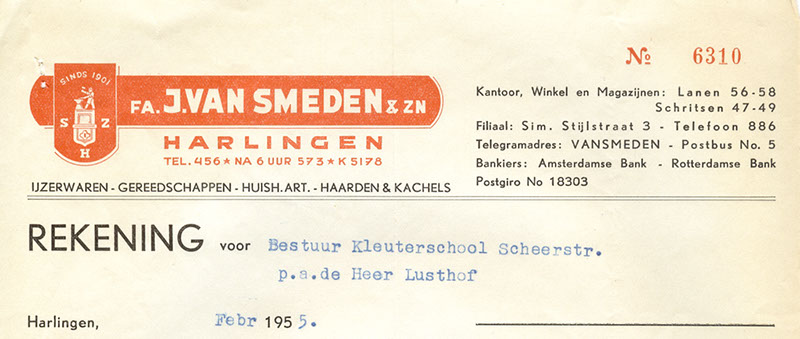 № 6310
SINDS 1901
S Z
H
FA. J. VAN SMEDEN & ZN
HARLINGEN
TEL. 456 ★ NA 6 UUR 573 ★ K 5178
IJZERWAREN - GEREEDSCHAPPEN - HUISH. ART. - HAARDEN & KACHELS
Kantoor, Winkel en Magazijnen: Lanen 56-58
Schritsen 47-49
Filiaal: Sim. Stijlstraat 3 - Telefoon 886
Telegramadres: VANSMEDEN - Postbus No. 5
Bankiers: Amsterdamse Bank - Rotterdamse Bank
Postgiro No 18303
REKENING voor Bestuur Kleuterschool Scheerstr.
p.a.de Heer Lusthof
Harlingen, Febr 1955.